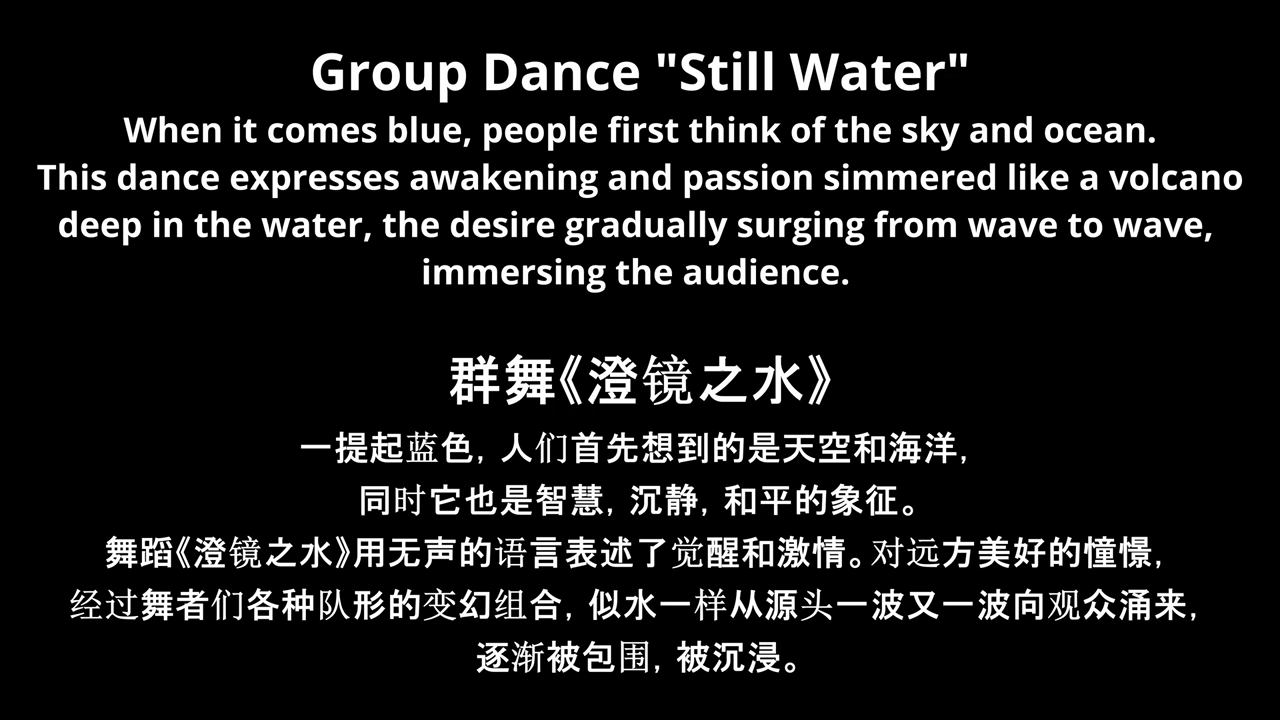 Group Dance "Still Water"
When it comes blue, people first think of the sky and ocean.
This dance expresses awakening and passion simmered like a volcano
deep in the water, the desire gradually surging from wave to wave,
immersing the audience.
群舞《澄镜之水》
一提起蓝色，人们首先想到的是天空和海洋，
同时它也是智慧，沉静，和平的象征。
舞蹈《澄镜之水》用无声的语言表述了觉醒和激情。对远方美好的憧憬，
经过舞者们各种队形的变幻组合，似水一样从源头一波又一波向观众涌来，
逐渐被包围，被沉浸。